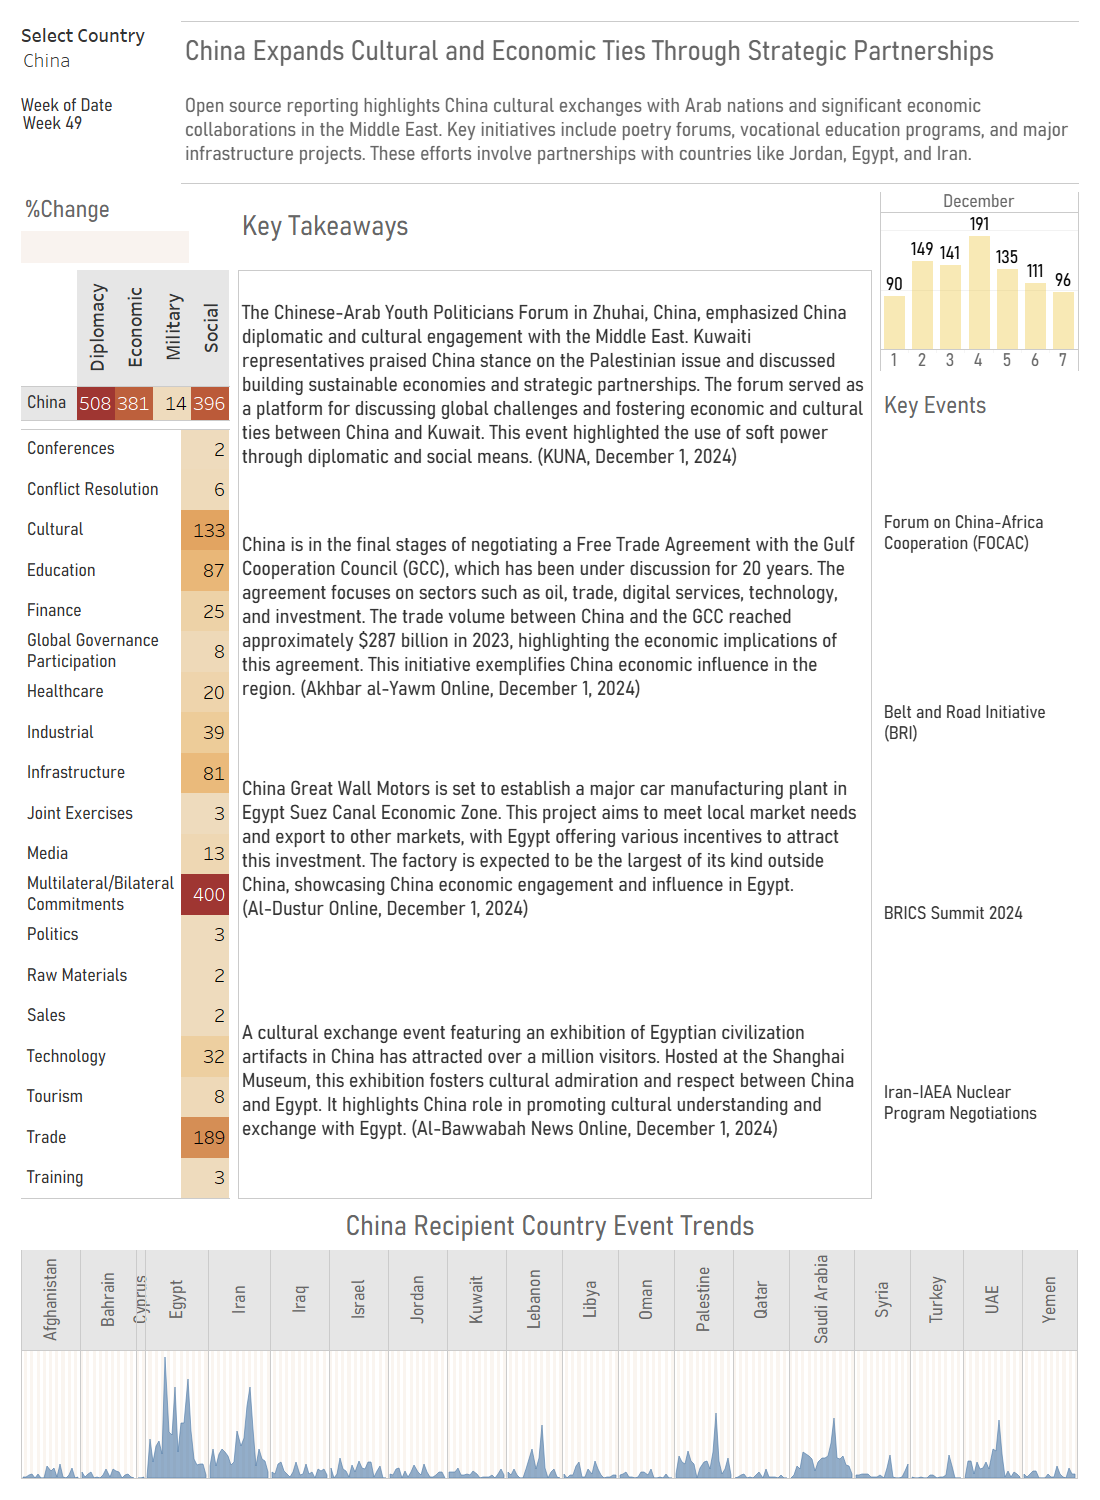 Select Country
China
China Expands Cultural and Economic Ties Through Strategic Partnerships
Week of Date
Week 49
Open source reporting highlights China cultural exchanges with Arab nations and significant economic
collaborations in the Middle East. Key initiatives include poetry forums, vocational education programs, and major
infrastructure projects. These efforts involve partnerships with countries like Jordan, Egypt, and Iran.
%Change
Diplomacy
Economic
Military
Social
China 508 381 14 396
Conferences 2
Conflict Resolution 6
Cultural 133
Education 87
Finance 25
Global Governance
Participation 8
Healthcare 20
Industrial 39
Infrastructure 81
Joint Exercises 3
Media 13
Multilateral/Bilateral
Commitments 400
Politics 3
Raw Materials 2
Sales 2
Technology 32
Tourism 8
Trade 189
Training 3
Key Takeaways
The Chinese-Arab Youth Politicians Forum in Zhuhai, China, emphasized China
diplomatic and cultural engagement with the Middle East. Kuwaiti
representatives praised China stance on the Palestinian issue and discussed
building sustainable economies and strategic partnerships. The forum served as
a platform for discussing global challenges and fostering economic and cultural
ties between China and Kuwait. This event highlighted the use of soft power
through diplomatic and social means. (KUNA, December 1, 2024)
China is in the final stages of negotiating a Free Trade Agreement with the Gulf
Cooperation Council (GCC), which has been under discussion for 20 years. The
agreement focuses on sectors such as oil, trade, digital services, technology,
and investment. The trade volume between China and the GCC reached
approximately $287 billion in 2023, highlighting the economic implications of
this agreement. This initiative exemplifies China economic influence in the
region. (Akhbar al-Yawm Online, December 1, 2024)
China Great Wall Motors is set to establish a major car manufacturing plant in
Egypt Suez Canal Economic Zone. This project aims to meet local market needs
and export to other markets, with Egypt offering various incentives to attract
this investment. The factory is expected to be the largest of its kind outside
China, showcasing China economic engagement and influence in Egypt.
(Al-Dustur Online, December 1, 2024)
A cultural exchange event featuring an exhibition of Egyptian civilization
artifacts in China has attracted over a million visitors. Hosted at the Shanghai
Museum, this exhibition fosters cultural admiration and respect between China
and Egypt. It highlights China role in promoting cultural understanding and
exchange with Egypt. (Al-Bawwabah News Online, December 1, 2024)
December
90 149 141 191 135 111 96
1 2 3 4 5 6 7
Key Events
Forum on China-Africa
Cooperation (FOCAC)
Belt and Road Initiative
(BRI)
BRICS Summit 2024
Iran-IAEA Nuclear
Program Negotiations
China Recipient Country Event Trends
Afghanistan
Bahrain
Cyprus
Egypt
Iran
Iraq
Israel
Jordan
Kuwait
Lebanon
Libya
Oman
Palestine
Qatar
Saudi Arabia
Syria
Turkey
UAE
Yemen